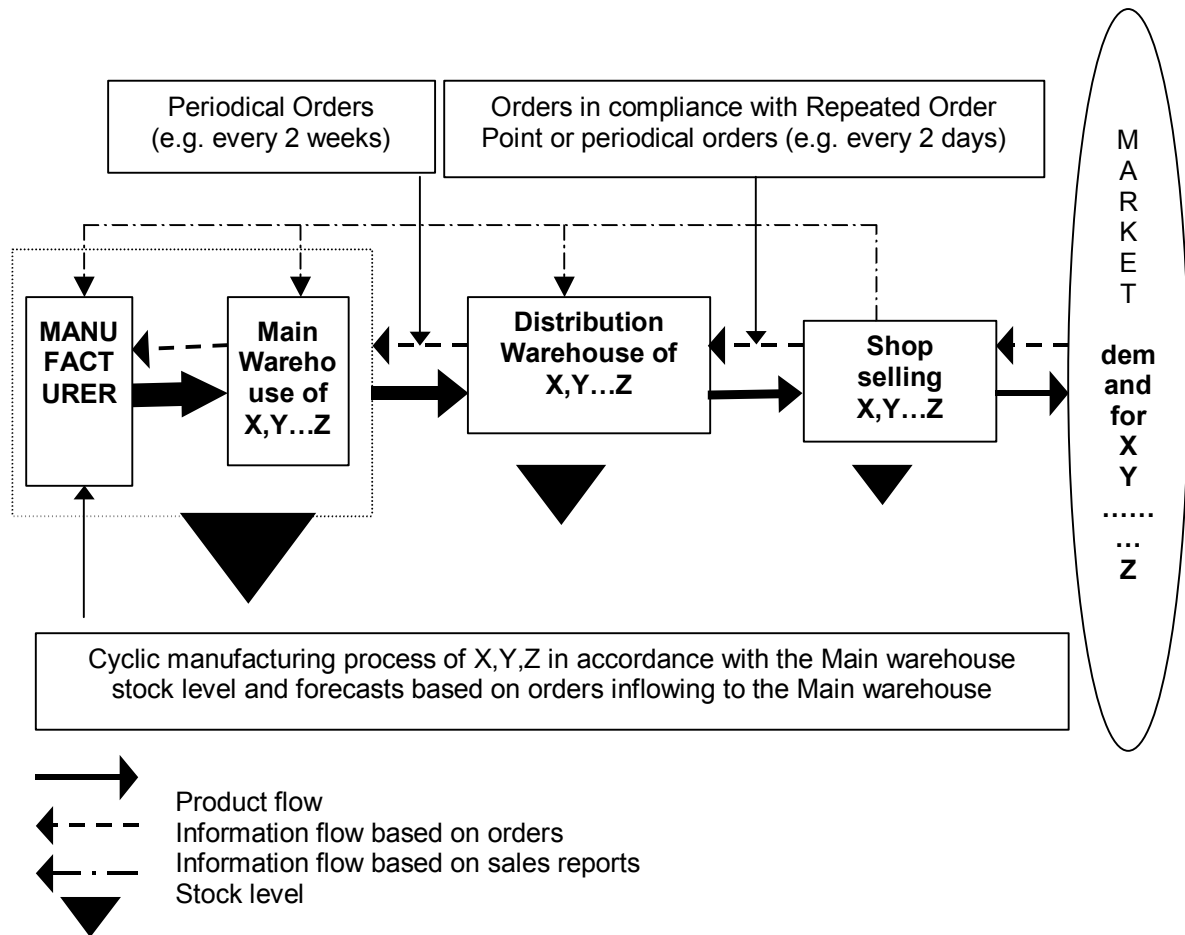 Periodical Orders
(e.g. every 2 weeks)
Orders in compliance with Repeated Order
Point or periodical orders (e.g. every 2 days)
MANU
FACT
URER
Main
Wareho
use of
X,Y…Z
Distribution
Warehouse of
X,Y…Z
Shop
selling
X,Y…Z
M
A
R
K
E
T
dem
and
for
X
Y
……
…
Z
Cyclic manufacturing process of X,Y,Z in accordance with the Main warehouse
stock level and forecasts based on orders inflowing to the Main warehouse
Product flow
Information flow based on orders
Information flow based on sales reports
Stock level